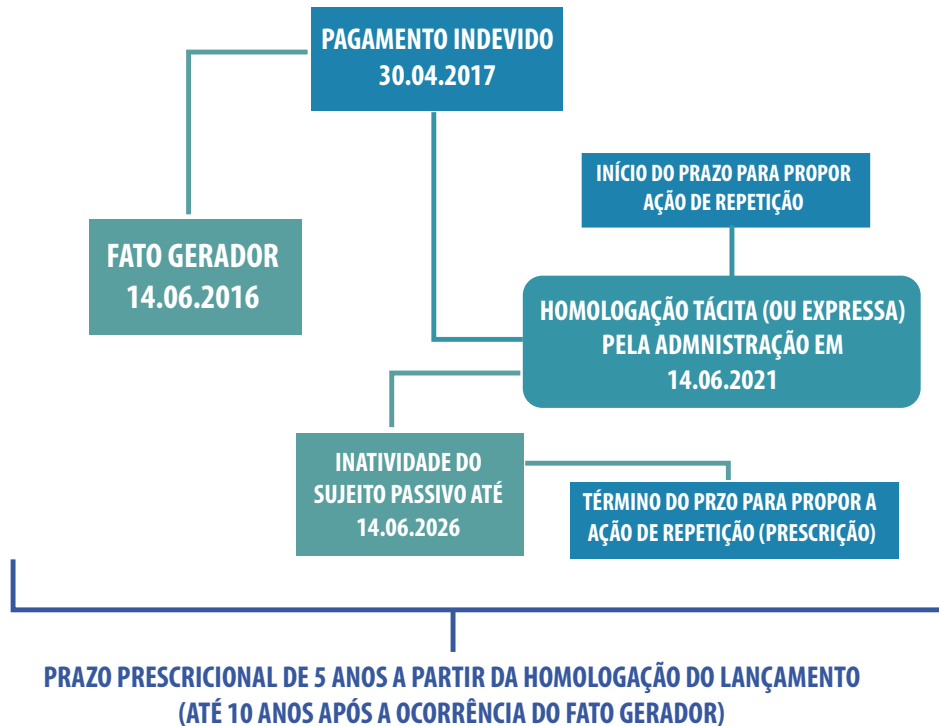 PAGAMENTO INDEVIDO
30.04.2017
INÍCIO DO PRAZO PARA PROPOR
AÇÃO DE REPETIÇÃO
FATO GERADOR
14.06.2016
HOMOLOGAÇÃO TÁCITA (OU EXPRESSA)
PELA ADMNISTRAÇÃO EM
14.06.2021
INATIVIDADE DO
SUJEITO PASSIVO ATÉ
14.06.2026
TÉRMINO DO PRZO PARA PROPOR A
AÇÃO DE REPETIÇÃO (PRESCRIÇÃO)
PRAZO PRESCRICIONAL DE 5 ANOS A PARTIR DA HOMOLOGAÇÃO DO LANÇAMENTO
(ATÉ 10 ANOS APÓS A OCORRÊNCIA DO FATO GERADOR)